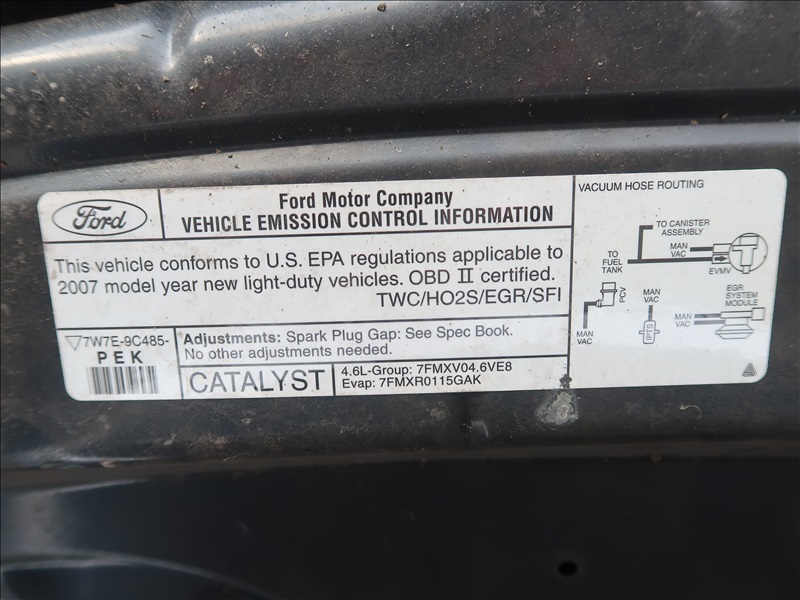 Ford
Ford Motor Company
VEHICLE EMISSION CONTROL INFORMATION
This vehicle conforms to U.S. EPA regulations applicable to
2007 model year new light-duty vehicles. OBD II certified.
TWC/HO2S/EGR/SFI
7W7E-9C485-
PEK
Adjustments: Spark Plug Gap: See Spec Book.
No other adjustments needed.
CATALYST
4.6L-Group: 7FMXV04.6VE8
Evap: 7FMXR0115GAK
VACUUM HOSE ROUTING
TO CANISTER
ASSEMBLY
MAN
VAC
TO
FUEL
TANK
EVMV
PCV
MAN
VAC
MAN
VAC
IPTS
EGR
SYSTEM
MODULE
MAN
VAC